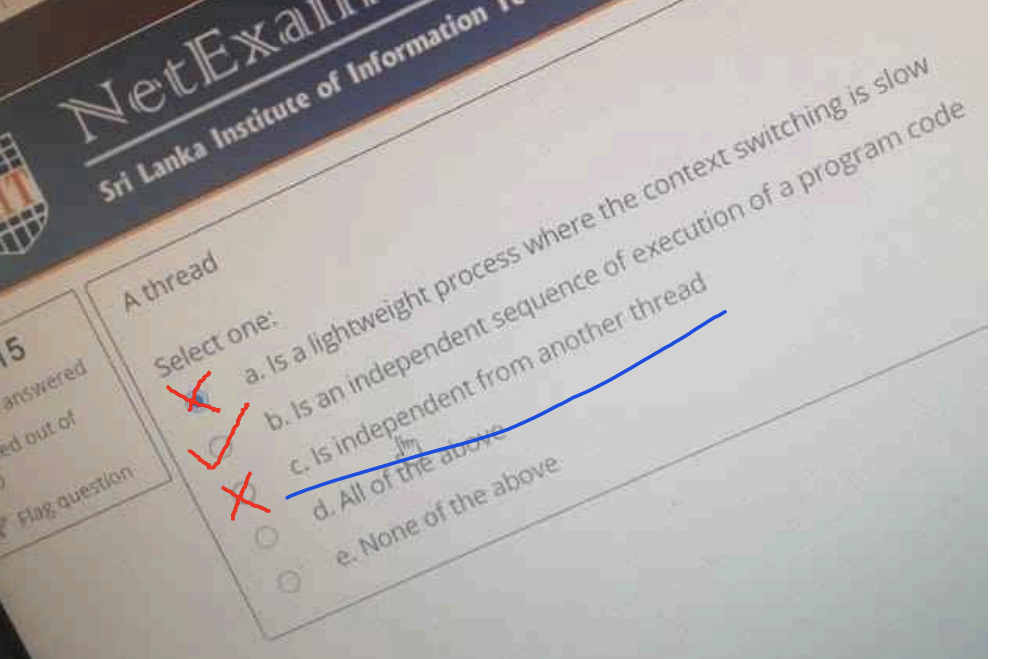 NetExam
Sri Lanka Institute of Information
15
answered
ed out of
Flag question
A thread
Select one:
a. Is a lightweight process where the context switching is slow
b. Is an independent sequence of execution of a program code
c. Is independent from another thread
d. All of the above
e. None of the above